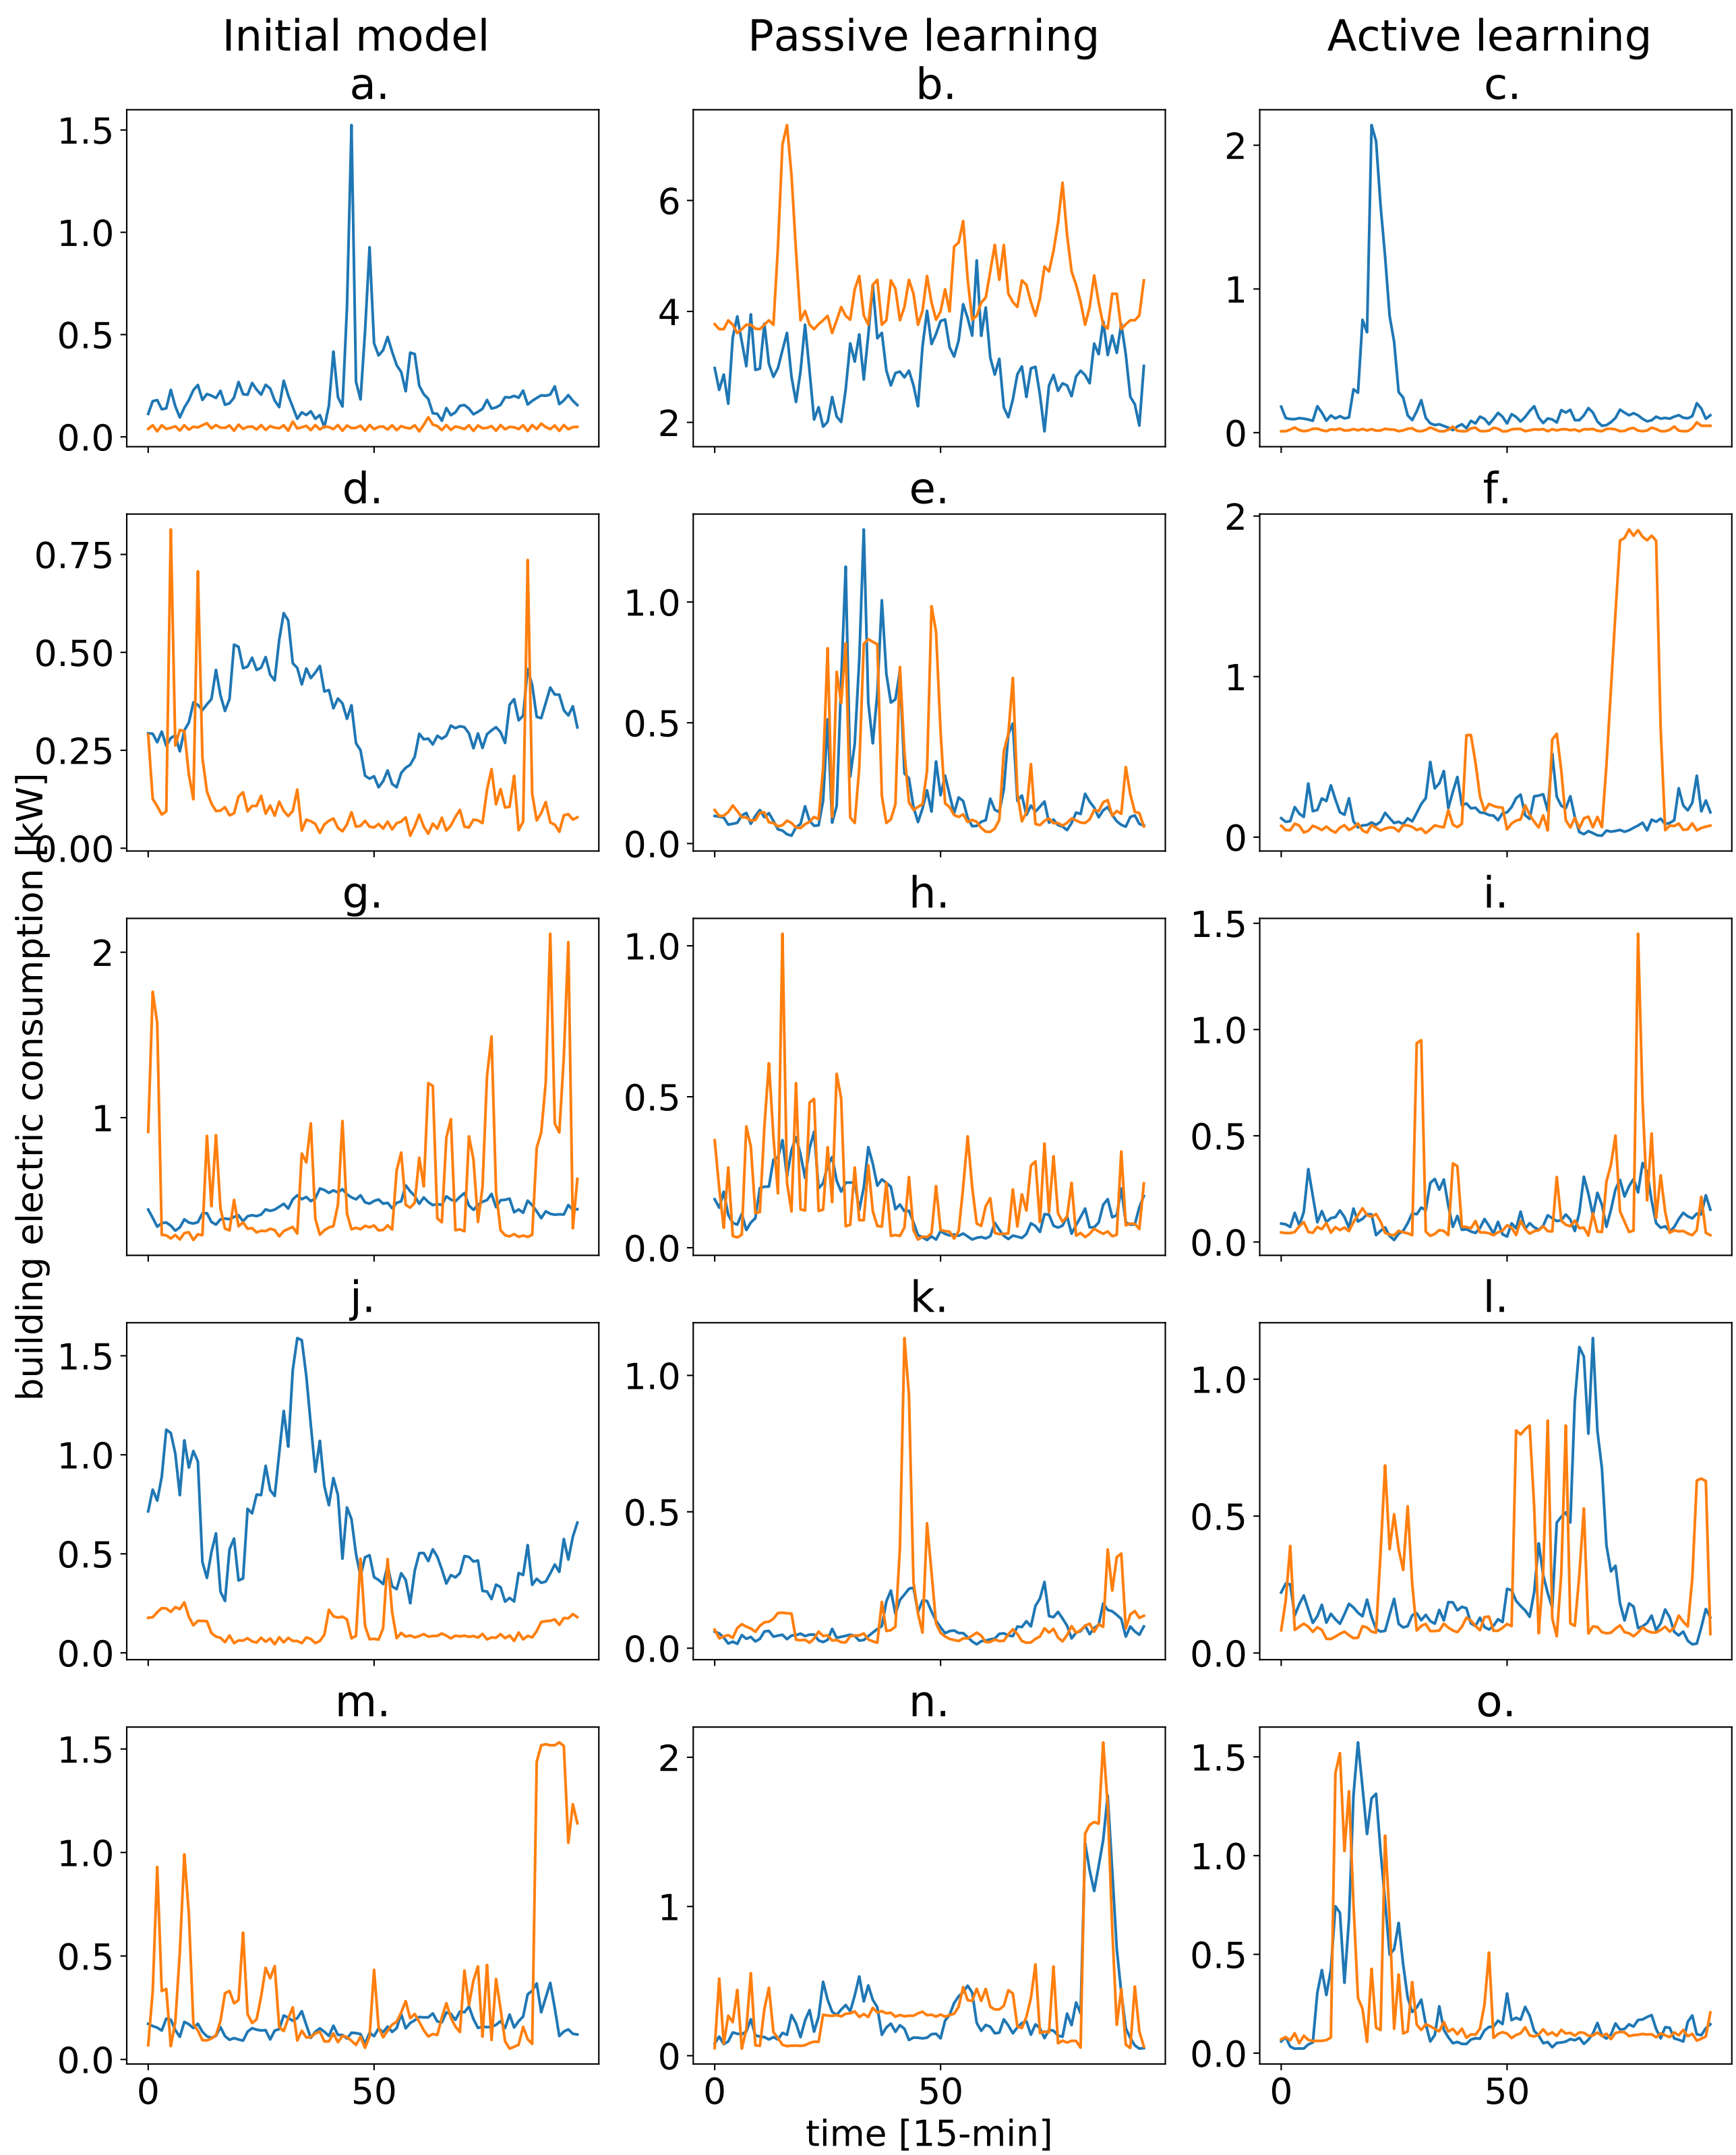 Initial model Passive learning Active learning
a. b. c.
1.5 6 2
1.0 4 1
0.5 2 0
0.0
d. e. f.
0.75 1.0 2
0.50 0.5 1
0.25 0.0 0
0.00
g. h. i.
2 1.0 1.5
1 0.5 1.0
0.0 0.5
0.0
j. k. l.
1.5 1.0 1.0
1.0 0.5 0.5
0.5 0.0 0.0
0.0
m. n. o.
1.5 2 1.5
1.0 1 1.0
0.5 0 0.5
0.0 0.0
0 50 0 50 0 50
time [15-min]
building electric consumption [kW]